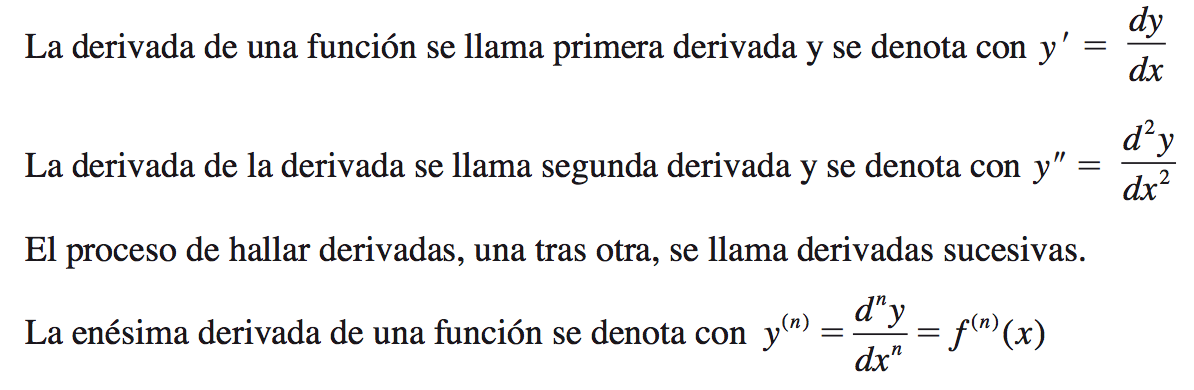 La derivada de una función se llama primera derivada y se denota con y′ = dy/dx
La derivada de la derivada se llama segunda derivada y se denota con y″ = d²y/dx²
El proceso de hallar derivadas, una tras otra, se llama derivadas sucesivas.
La enésima derivada de una función se denota con y⁽ⁿ⁾ = dⁿy/dxⁿ = f⁽ⁿ⁾(x)